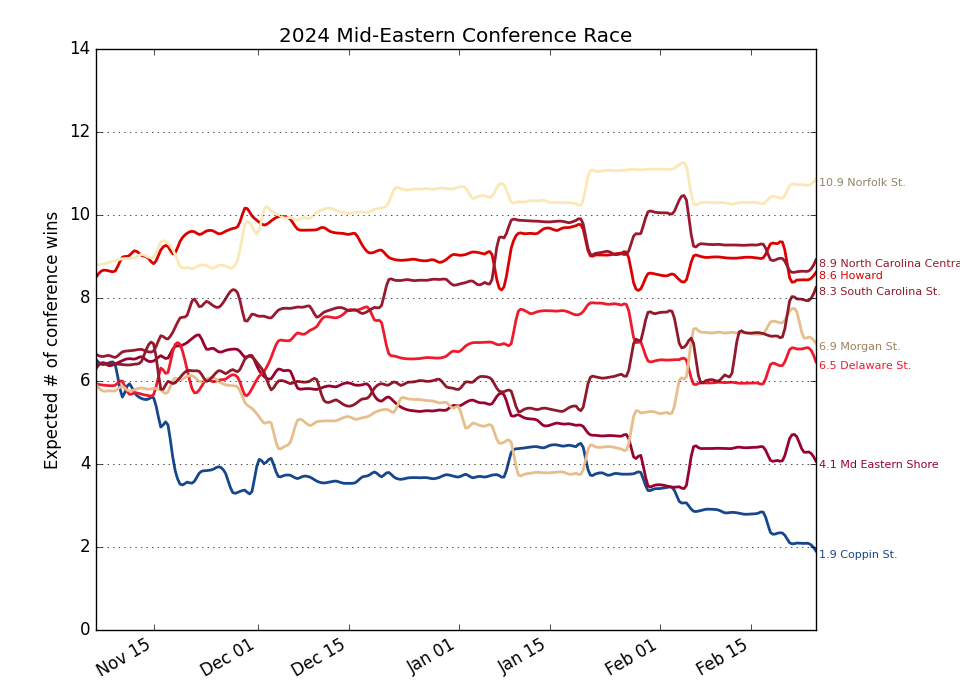 2024 Mid-Eastern Conference Race
Expected # of conference wins
14
12
10
8
6
4
2
0
Nov 15
Dec 01
Dec 15
Jan 01
Jan 15
Feb 01
Feb 15
10.9 Norfolk St.
8.9 North Carolina Centra
8.6 Howard
8.3 South Carolina St.
6.9 Morgan St.
6.5 Delaware St.
4.1 Md Eastern Shore
1.9 Coppin St.